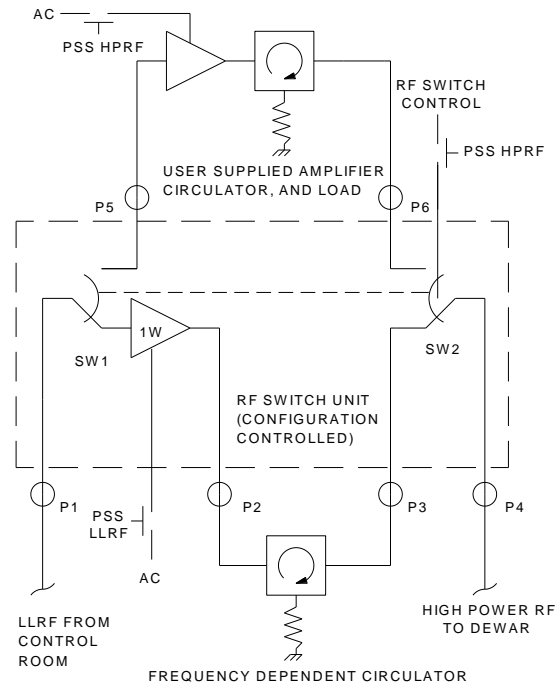 AC
PSS HPRF
RF SWITCH
CONTROL
PSS HPRF
USER SUPPLIED AMPLIFIER
CIRCULATOR, AND LOAD
P5
P6
1W
SW1
SW2
RF SWITCH UNIT
(CONFIGURATION
CONTROLLED)
P1
PSS
LLRF
P2
P3
P4
AC
LLRF FROM
CONTROL
ROOM
HIGH POWER RF
TO DEWAR
FREQUENCY DEPENDENT CIRCULATOR